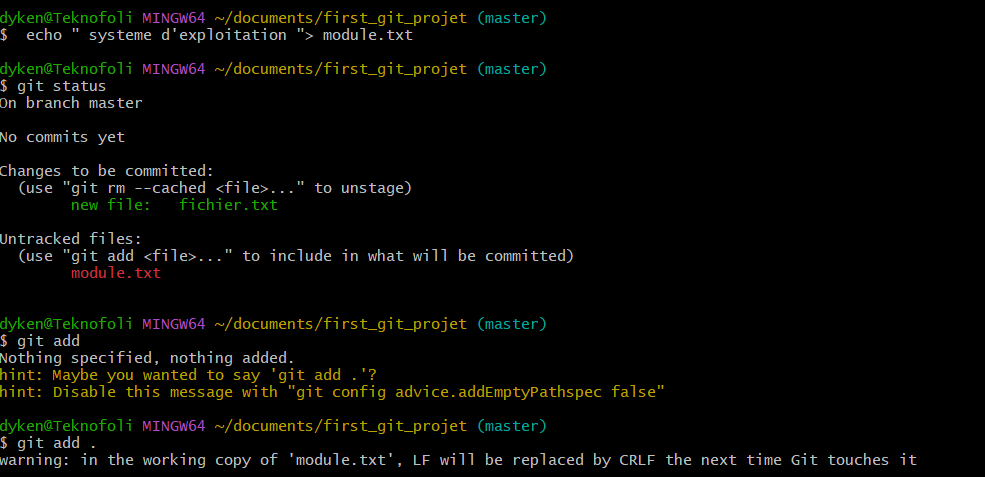 dyken@Teknofoli MINGW64 ~/documents/first_git_projet (master)
$  echo " systeme d'exploitation "> module.txt
dyken@Teknofoli MINGW64 ~/documents/first_git_projet (master)
$ git status
On branch master
No commits yet
Changes to be committed:
  (use "git rm --cached <file>..." to unstage)
        new file:   fichier.txt
Untracked files:
  (use "git add <file>..." to include in what will be committed)
        module.txt
dyken@Teknofoli MINGW64 ~/documents/first_git_projet (master)
$ git add
Nothing specified, nothing added.
hint: Maybe you wanted to say 'git add .'?
hint: Disable this message with "git config advice.addEmptyPathspec false"
dyken@Teknofoli MINGW64 ~/documents/first_git_projet (master)
$ git add .
warning: in the working copy of 'module.txt', LF will be replaced by CRLF the next time Git touches it